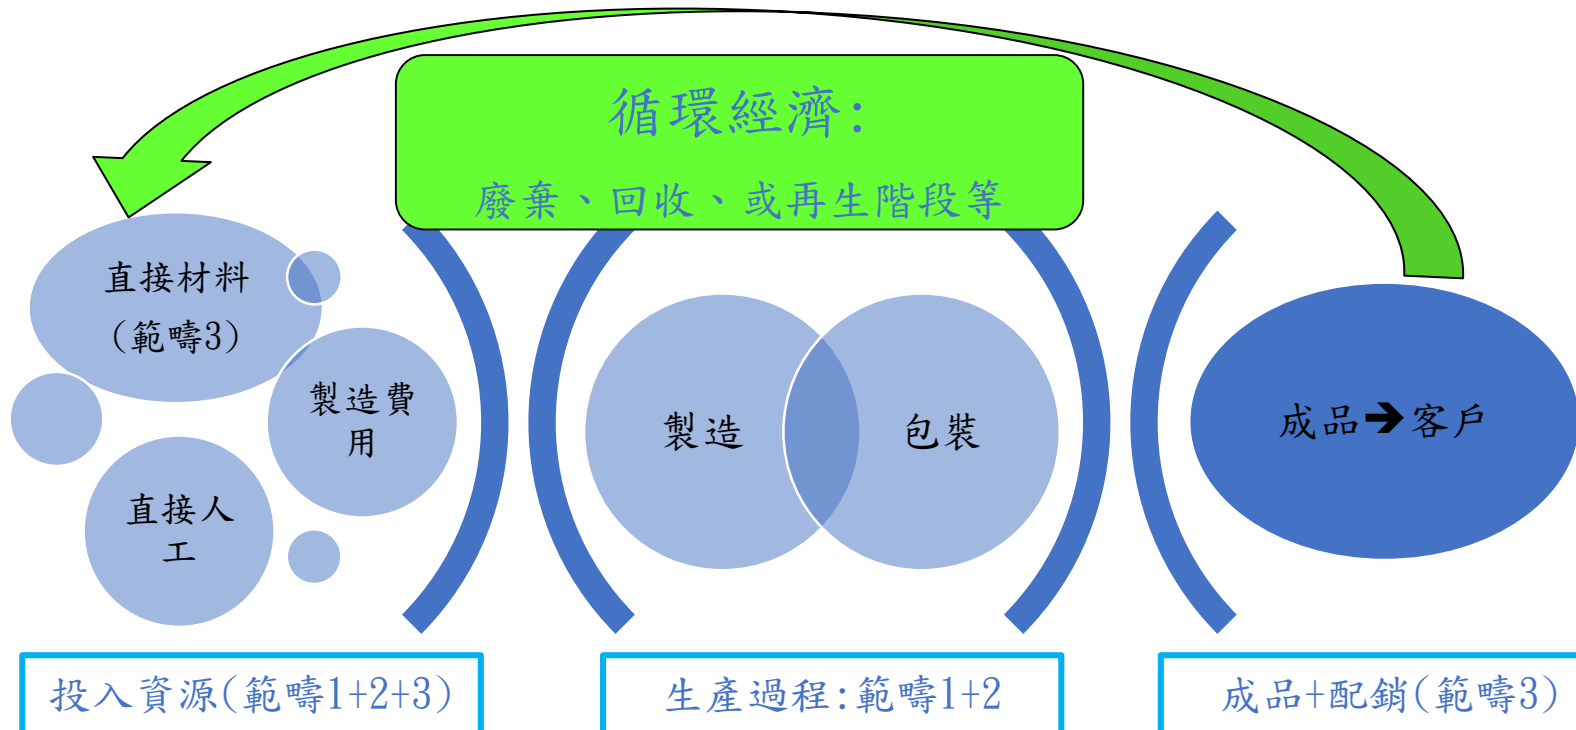 循環經濟:
廢棄、回收、或再生階段等
直接材料
(範疇3)
製造費
用
直接人
工
製造
包裝
成品➔客戶
投入資源(範疇1+2+3)
生產過程:範疇1+2
成品+配銷(範疇3)